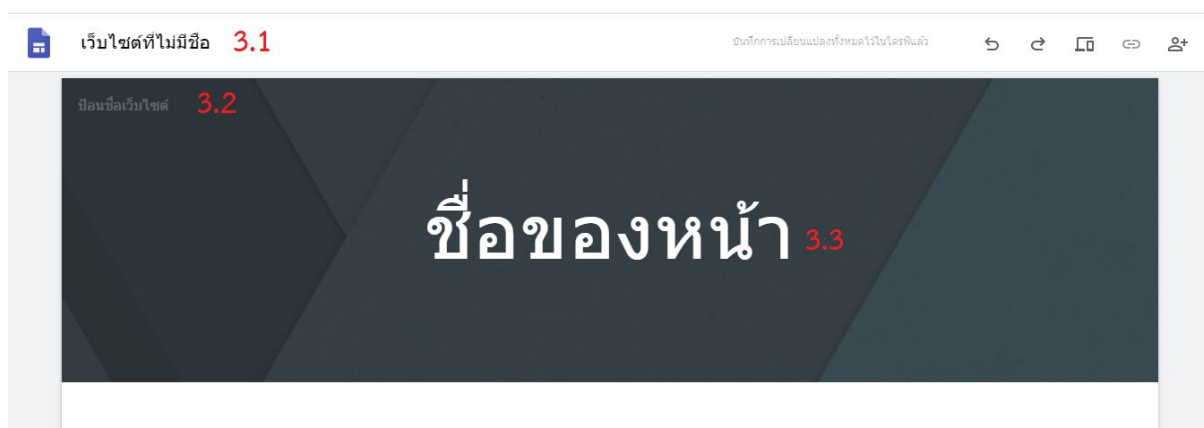 เว็บไซต์ที่ไม่มีชื่อ 3.1 บันทึกการเปลี่ยนแปลงทั้งหมดไว้ในไดรฟ์แล้ว
ป้อนชื่อเว็บไซต์ 3.2
ชื่อของหน้า 3.3